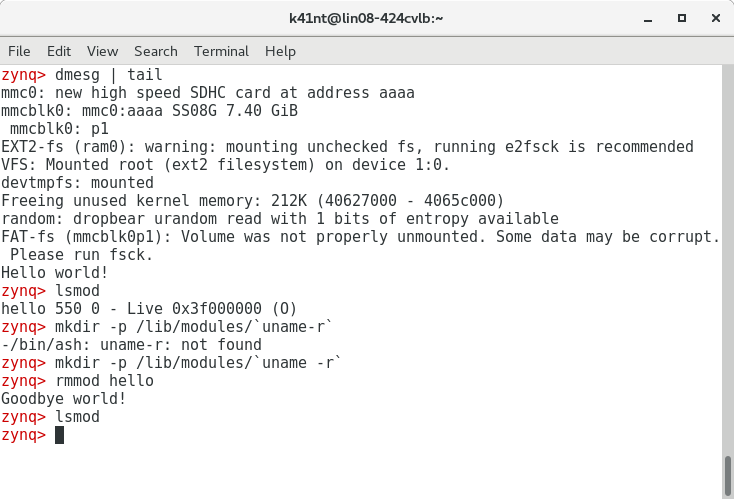 k41nt@lin08-424cvlb:~
File Edit View Search Terminal Help
zynq> dmesg | tail
mmc0: new high speed SDHC card at address aaaa
mmcblk0: mmc0:aaaa SS08G 7.40 GiB
 mmcblk0: p1
EXT2-fs (ram0): warning: mounting unchecked fs, running e2fsck is recommended
VFS: Mounted root (ext2 filesystem) on device 1:0.
devtmpfs: mounted
Freeing unused kernel memory: 212K (40627000 - 4065c000)
random: dropbear urandom read with 1 bits of entropy available
FAT-fs (mmcblk0p1): Volume was not properly unmounted. Some data may be corrupt.
 Please run fsck.
Hello world!
zynq> lsmod
hello 550 0 - Live 0x3f000000 (O)
zynq> mkdir -p /lib/modules/`uname-r`
-/bin/ash: uname-r: not found
zynq> mkdir -p /lib/modules/`uname -r`
zynq> rmmod hello
Goodbye world!
zynq> lsmod
zynq>